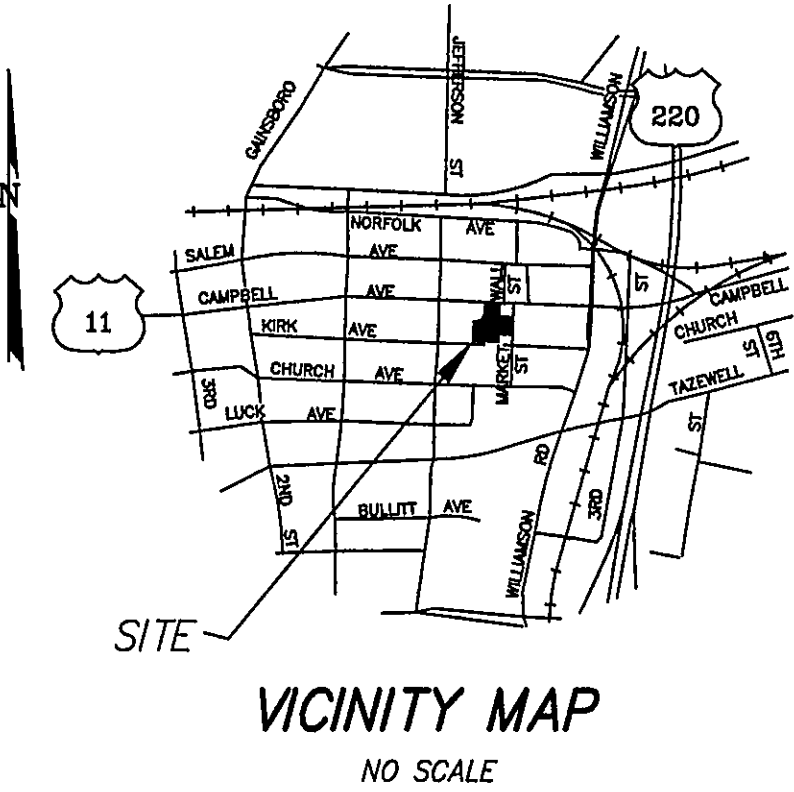 JEFFERSON ST
GAINSBORO
WILLIAMSON
220
N
NORFOLK AVE
SALEM AVE
WALL ST
ST
CAMPBELL AVE
CAMPBELL
11
KIRK AVE
CHURCH
6TH ST
MARKET ST
CHURCH AVE
TAZEWELL
3RD
LUCK AVE
ST
RD
2ND ST
BULLITT AVE
3RD
WILLIAMSON
SITE
VICINITY MAP
NO SCALE